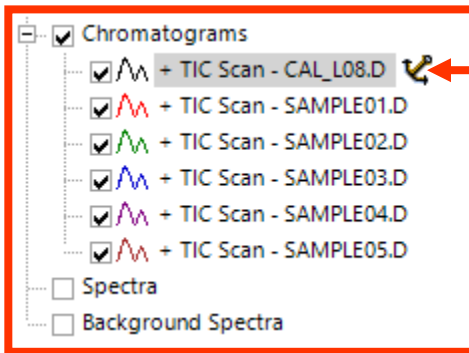 Chromatograms
+ TIC Scan - CAL_L08.D
+ TIC Scan - SAMPLE01.D
+ TIC Scan - SAMPLE02.D
+ TIC Scan - SAMPLE03.D
+ TIC Scan - SAMPLE04.D
+ TIC Scan - SAMPLE05.D
Spectra
Background Spectra